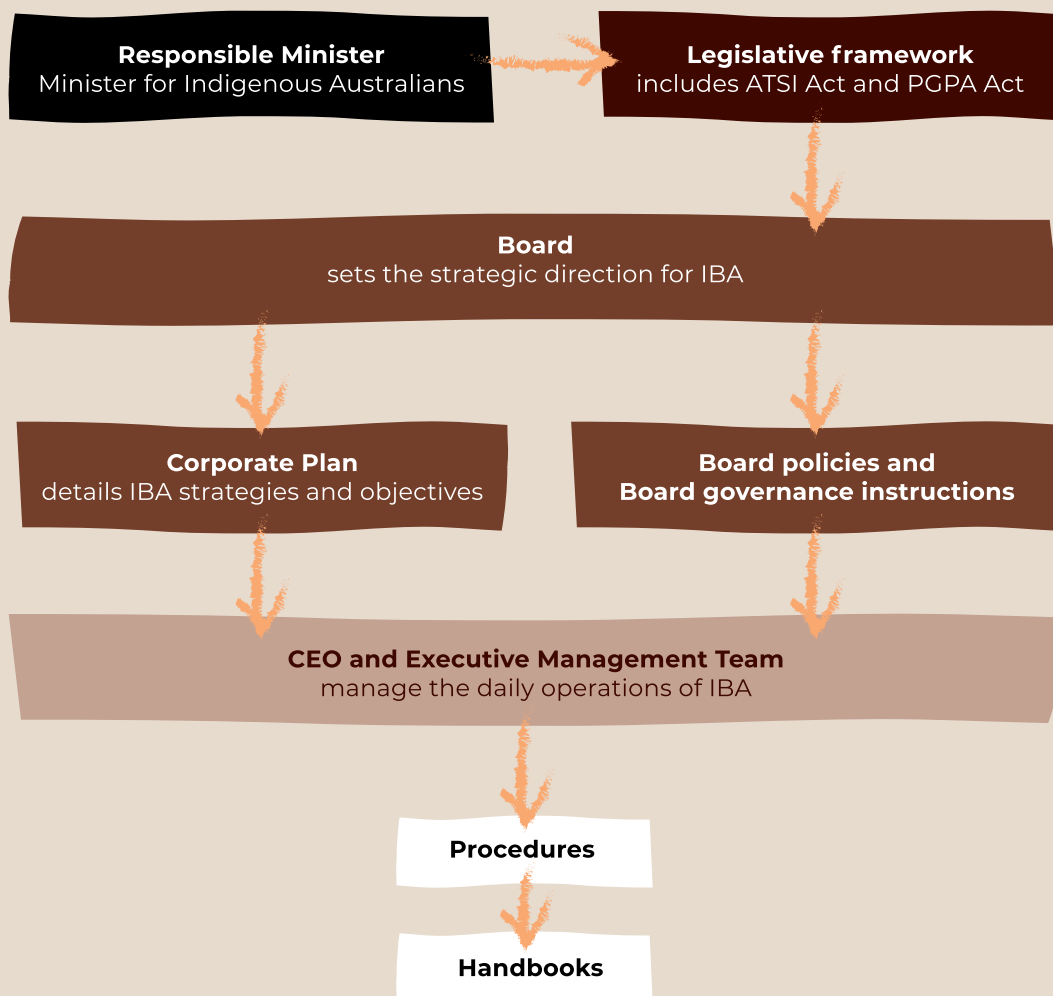 Responsible Minister
Minister for Indigenous Australians
Legislative framework
includes ATSI Act and PGPA Act
Board
sets the strategic direction for IBA
Corporate Plan
details IBA strategies and objectives
Board policies and
Board governance instructions
CEO and Executive Management Team
manage the daily operations of IBA
Procedures
Handbooks